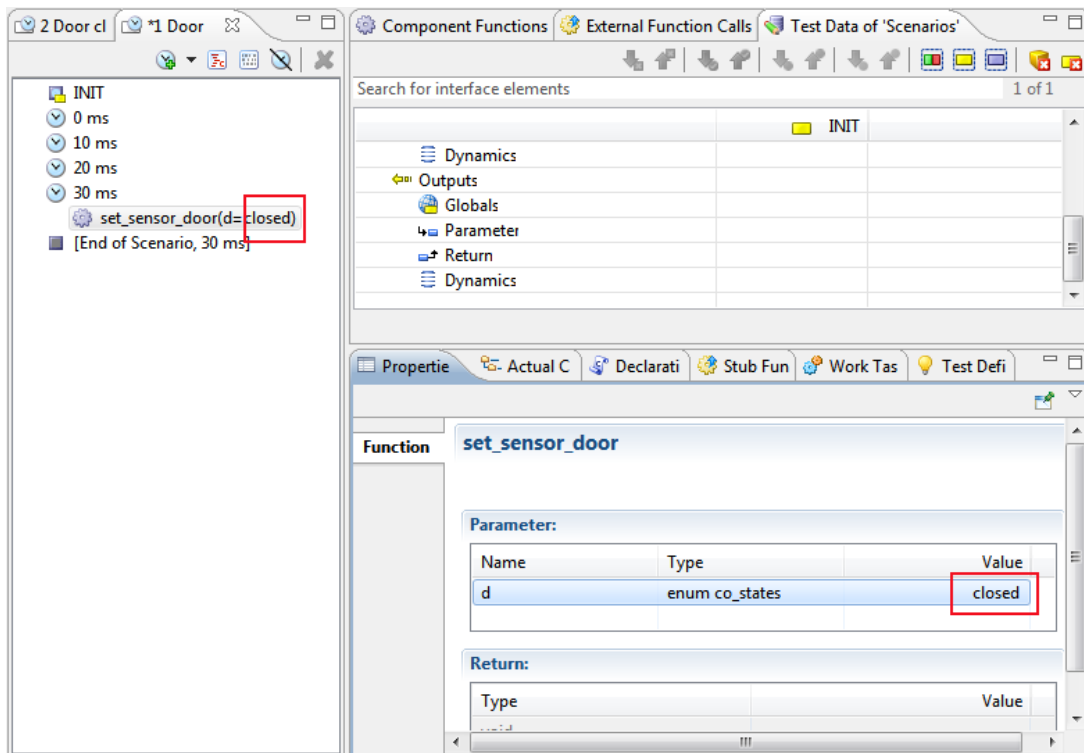 2 Door cl
*1 Door
INIT
0 ms
10 ms
20 ms
30 ms
set_sensor_door(d=closed)
[End of Scenario, 30 ms]
Component Functions
External Function Calls
Test Data of 'Scenarios'
Search for interface elements
1 of 1
INIT
Dynamics
Outputs
Globals
Parameter
Return
Dynamics
Propertie
Actual C
Declarati
Stub Fun
Work Tas
Test Defi
Function
set_sensor_door
Parameter:
Name Type Value
d enum co_states closed
Return:
Type Value